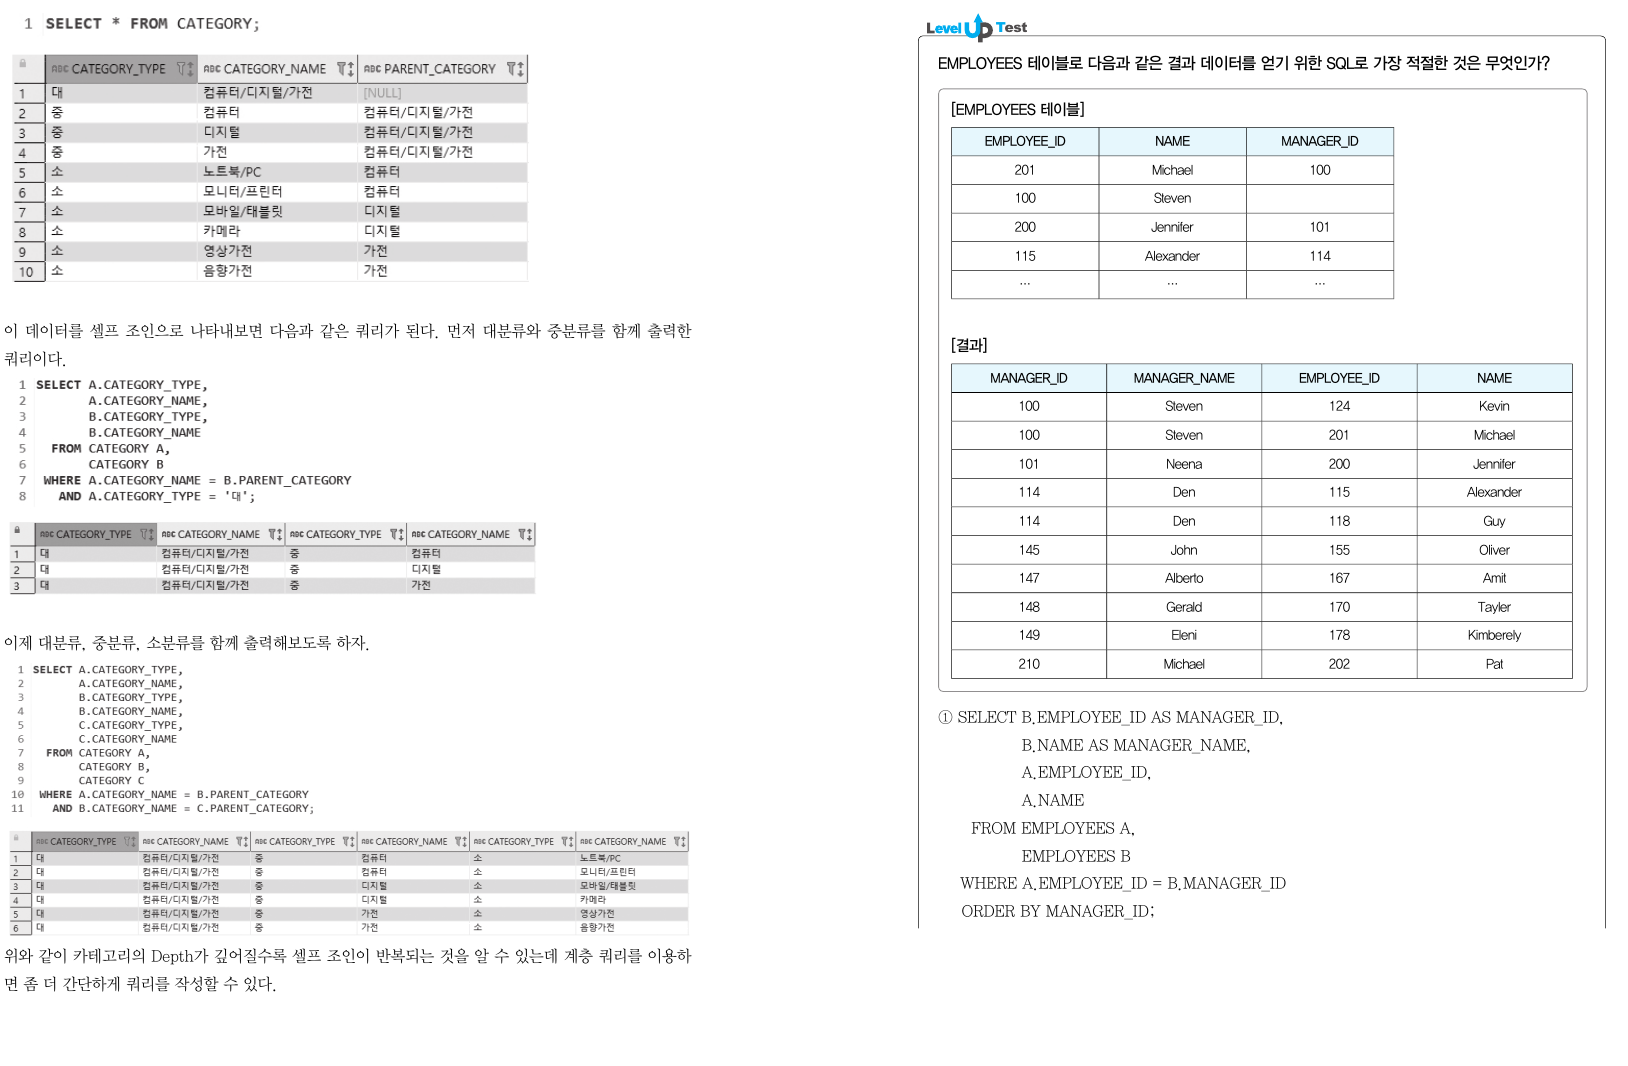 1 SELECT * FROM CATEGORY;
CATEGORY_TYPE CATEGORY_NAME PARENT_CATEGORY
1 대 컴퓨터/디지털/가전 [NULL]
2 중 컴퓨터 컴퓨터/디지털/가전
3 중 디지털 컴퓨터/디지털/가전
4 중 가전 컴퓨터/디지털/가전
5 소 노트북/PC 컴퓨터
6 소 모니터/프린터 컴퓨터
7 소 모바일/태블릿 디지털
8 소 카메라 디지털
9 소 영상가전 가전
10 소 음향가전 가전
이 데이터를 셀프 조인으로 나타내보면 다음과 같은 쿼리가 된다. 먼저 대분류와 중분류를 함께 출력한
쿼리이다.
1 SELECT A.CATEGORY_TYPE,
2 A.CATEGORY_NAME,
3 B.CATEGORY_TYPE,
4 B.CATEGORY_NAME
5 FROM CATEGORY A,
6 CATEGORY B
7 WHERE A.CATEGORY_NAME = B.PARENT_CATEGORY
8 AND A.CATEGORY_TYPE = '대';
ABC CATEGORY_TYPE ABC CATEGORY_NAME ABC CATEGORY_TYPE ABC CATEGORY_NAME
1 대 컴퓨터/디지털/가전 중 컴퓨터
2 대 컴퓨터/디지털/가전 중 디지털
3 대 컴퓨터/디지털/가전 중 가전
이제 대분류, 중분류, 소분류를 함께 출력해보도록 하자.
1 SELECT A.CATEGORY_TYPE,
2 A.CATEGORY_NAME,
3 B.CATEGORY_TYPE,
4 B.CATEGORY_NAME,
5 C.CATEGORY_TYPE,
6 C.CATEGORY_NAME
7 FROM CATEGORY A,
8 CATEGORY B,
9 CATEGORY C
10 WHERE A.CATEGORY_NAME = B.PARENT_CATEGORY
11 AND B.CATEGORY_NAME = C.PARENT_CATEGORY;
ABC CATEGORY_TYPE ABC CATEGORY_NAME ABC CATEGORY_TYPE ABC CATEGORY_NAME ABC CATEGORY_TYPE ABC CATEGORY_NAME
1 대 컴퓨터/디지털/가전 중 컴퓨터 소 노트북/PC
2 대 컴퓨터/디지털/가전 중 컴퓨터 소 모니터/프린터
3 대 컴퓨터/디지털/가전 중 디지털 소 모바일/태블릿
4 대 컴퓨터/디지털/가전 중 디지털 소 카메라
5 대 컴퓨터/디지털/가전 중 가전 소 영상가전
6 대 컴퓨터/디지털/가전 중 가전 소 음향가전
위와 같이 카테고리의 Depth가 깊어질수록 셀프 조인이 반복되는 것을 알 수 있는데 계층 쿼리를 이용하
면 좀 더 간단하게 쿼리를 작성할 수 있다.
Level Up Test
EMPLOYEES 테이블로 다음과 같은 결과 데이터를 얻기 위한 SQL로 가장 적절한 것은 무엇인가?
[EMPLOYEES 테이블]
EMPLOYEE_ID NAME MANAGER_ID
201 Michael 100
100 Steven
200 Jennifer 101
115 Alexander 114
… … …
[결과]
MANAGER_ID MANAGER_NAME EMPLOYEE_ID NAME
100 Steven 124 Kevin
100 Steven 201 Michael
101 Neena 200 Jennifer
114 Den 115 Alexander
114 Den 118 Guy
145 John 155 Oliver
147 Alberto 167 Amit
148 Gerald 170 Tayler
149 Eleni 178 Kimberely
210 Michael 202 Pat
① SELECT B.EMPLOYEE_ID AS MANAGER_ID,
B.NAME AS MANAGER_NAME,
A.EMPLOYEE_ID,
A.NAME
FROM EMPLOYEES A,
EMPLOYEES B
WHERE A.EMPLOYEE_ID = B.MANAGER_ID
ORDER BY MANAGER_ID;